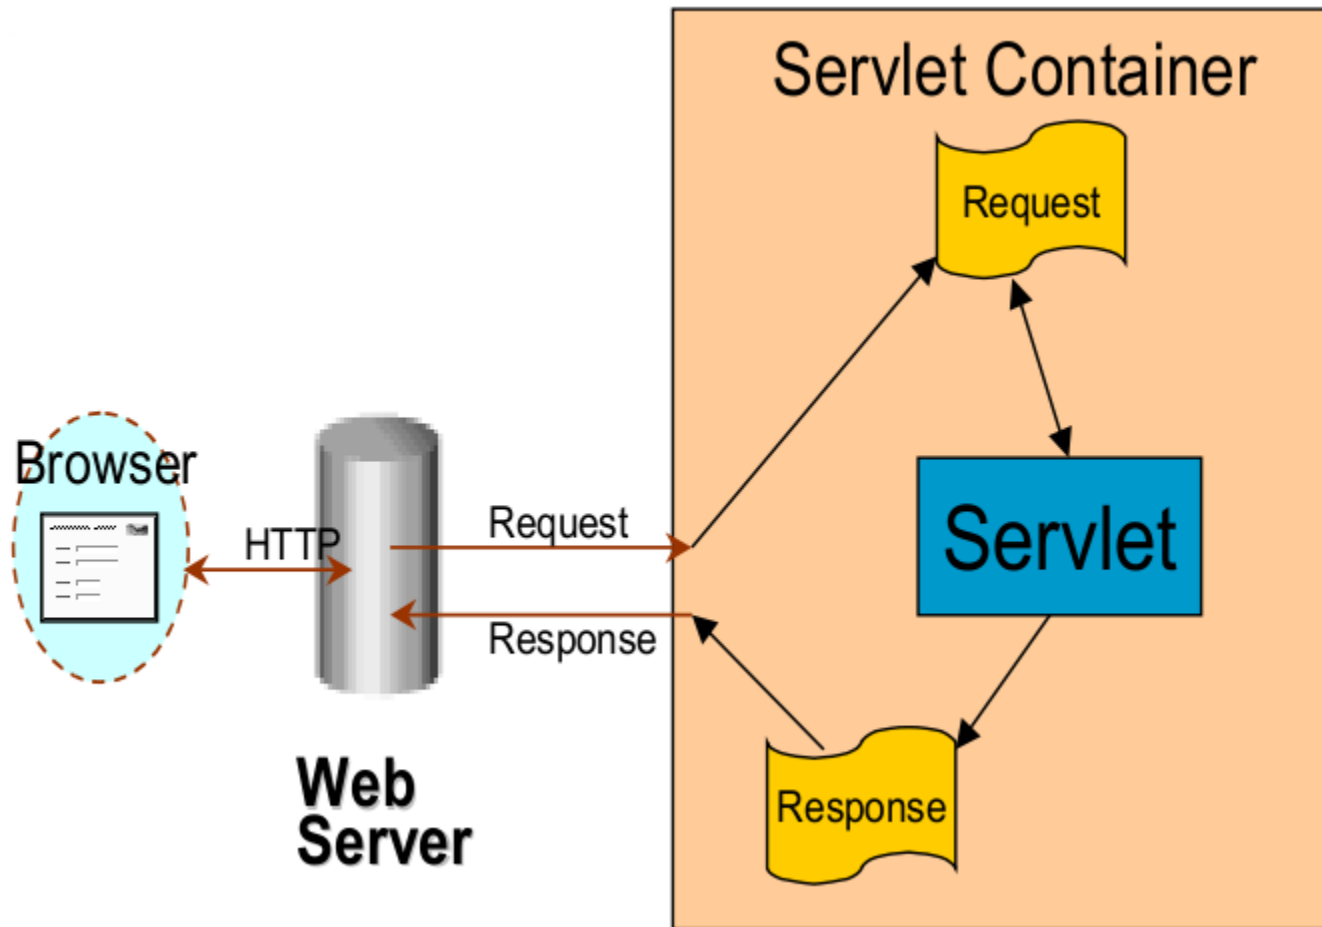 Servlet Container
Request
Browser
HTTP
Request
Servlet
Response
Web
Server
Response